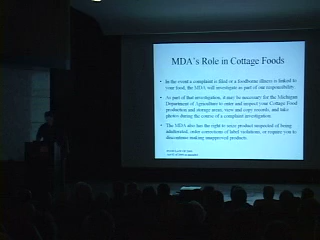 MDA's Role in Cottage Foods
• In the event a complaint is filed or a foodborne illness is linked to
your food, the MDA will investigate as part of our responsibility.
• As part of that investigation, it may be necessary for the Michigan
Department of Agriculture to enter and inspect your Cottage Food
production and storage areas, view and copy records, and take
photos during the course of a complaint investigation.
• The MDA also has the right to seize product suspected of being
adulterated, order corrections of label violations, or require you to
discontinue making unapproved products.